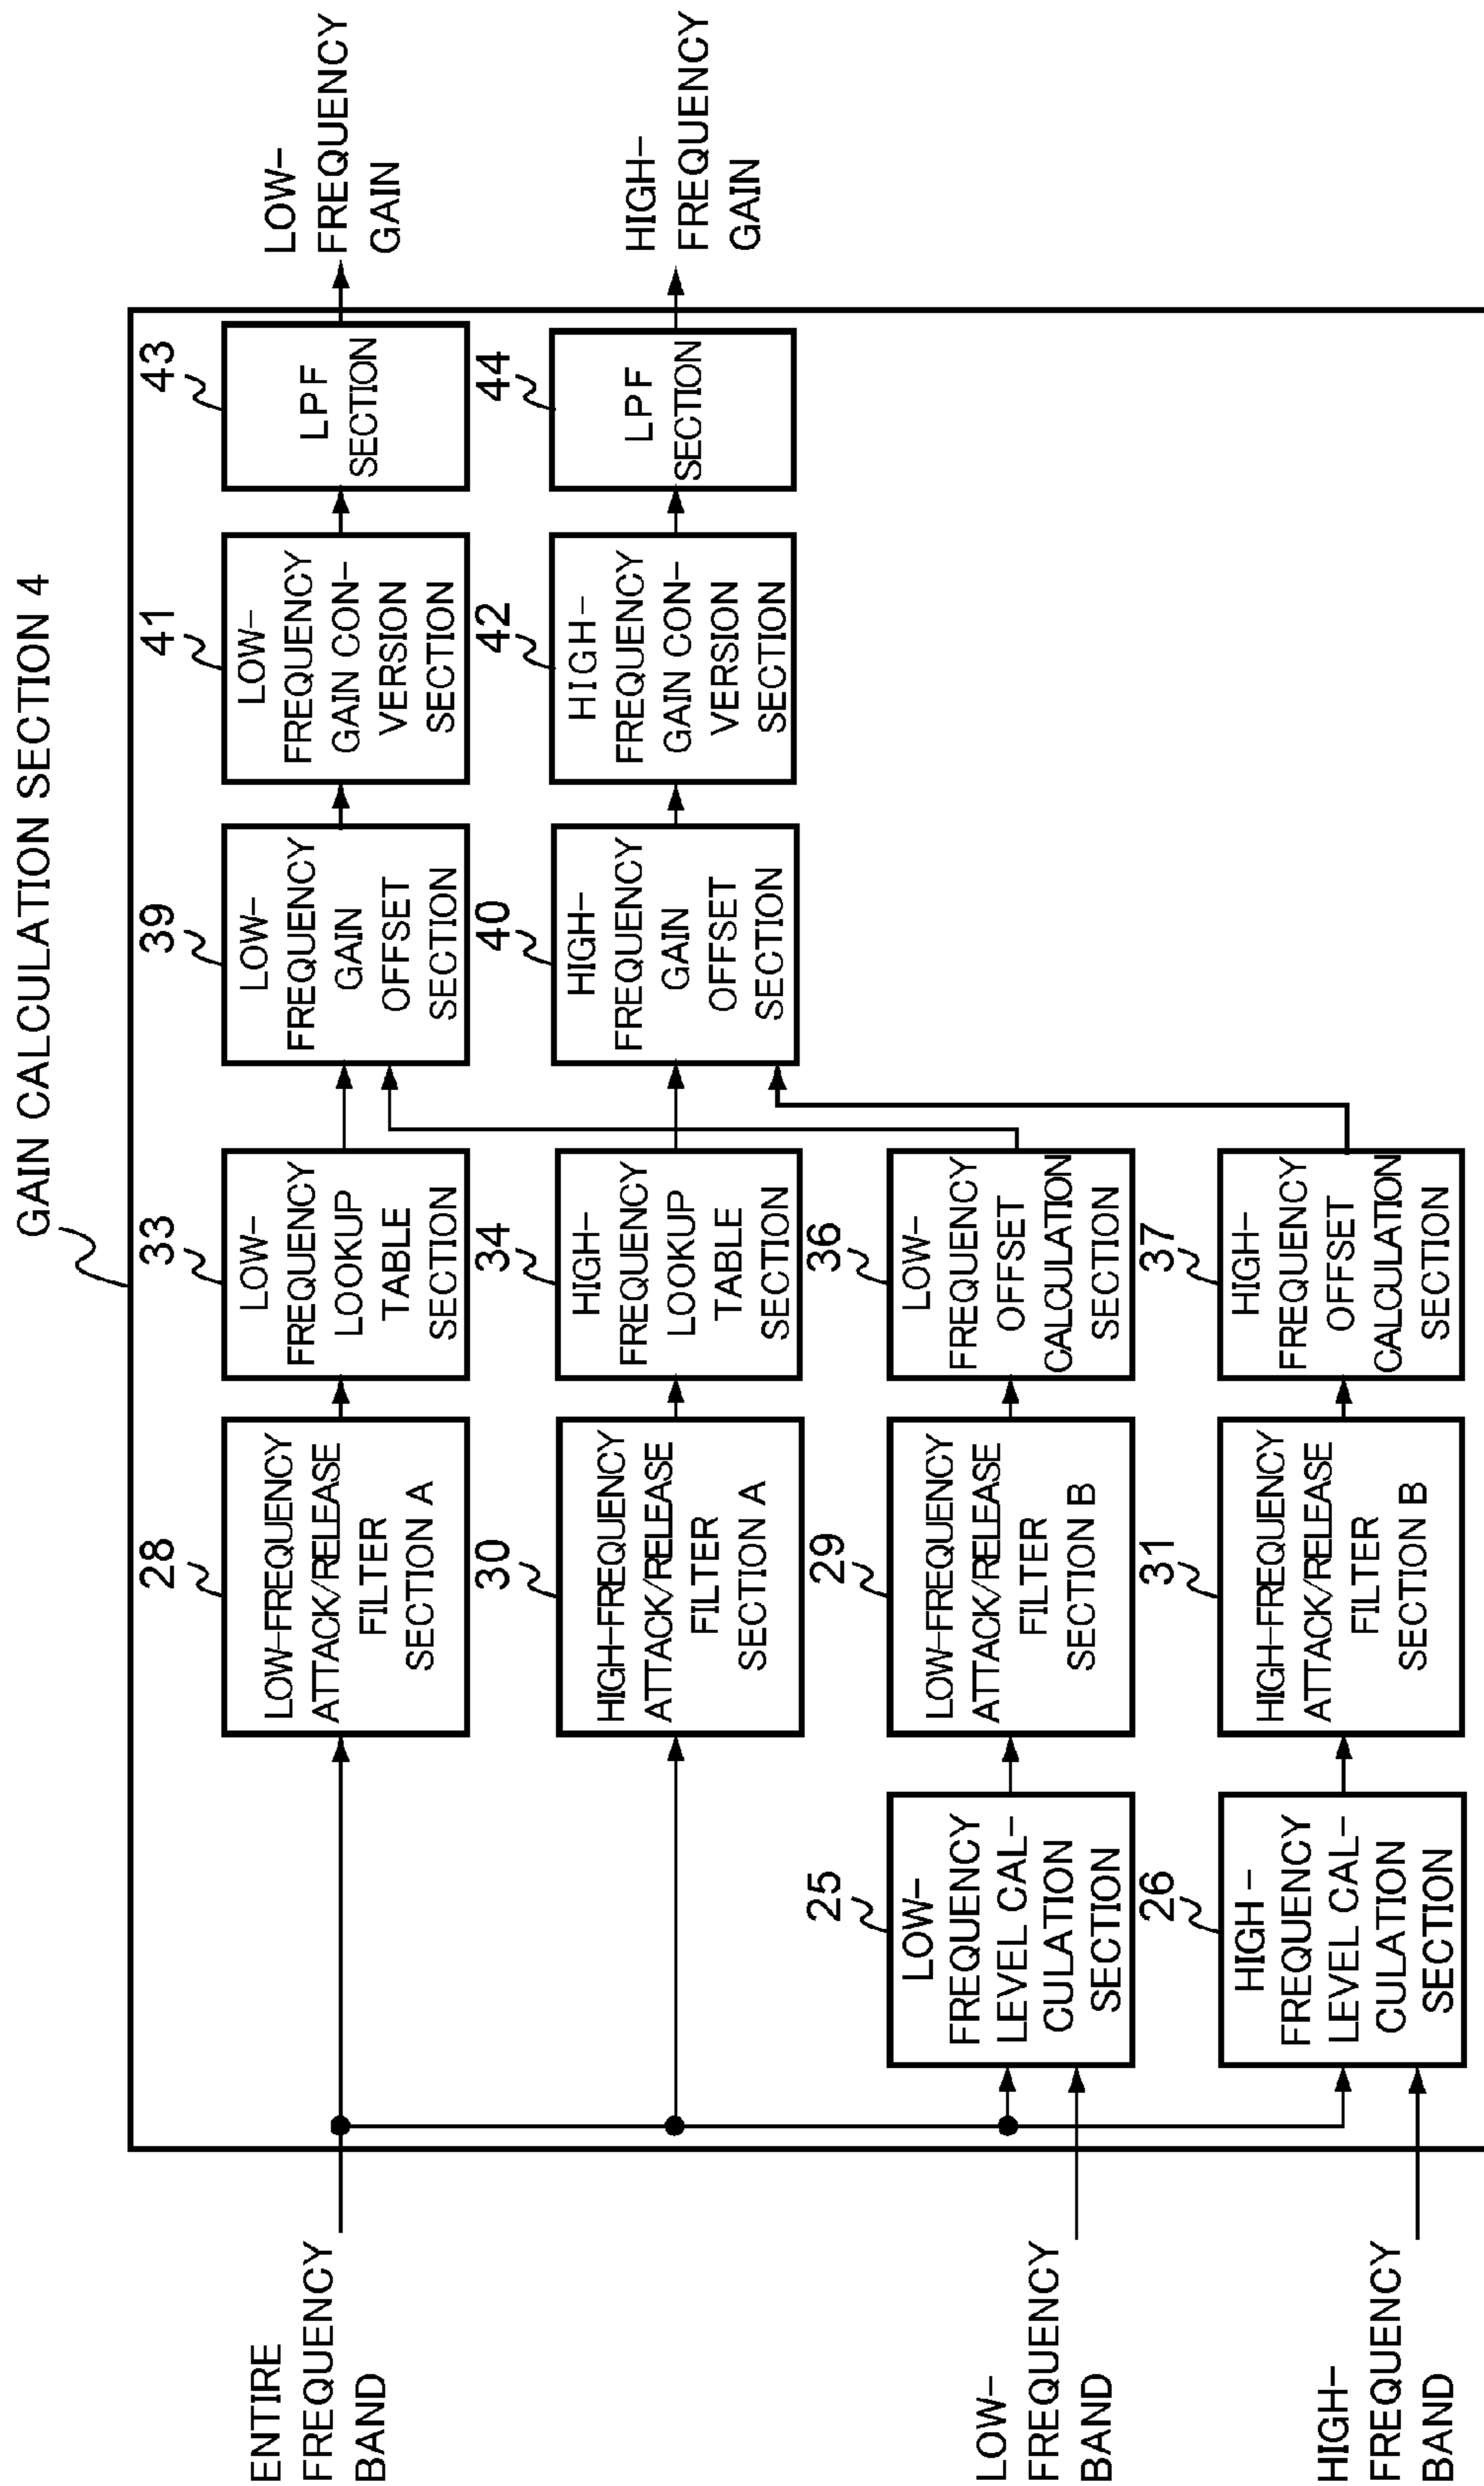 GAIN CALCULATION SECTION 4
ENTIRE
FREQUENCY
BAND
28
LOW-FREQUENCY
ATTACK/RELEASE
FILTER
SECTION A
33
LOW-
FREQUENCY
LOOKUP
TABLE
SECTION
39
LOW-
FREQUENCY
GAIN
OFFSET
SECTION
41
LOW-
FREQUENCY
GAIN CON-
VERSION
SECTION
43
LPF
SECTION
LOW-
FREQUENCY
GAIN
30
HIGH-FREQUENCY
ATTACK/RELEASE
FILTER
SECTION A
34
HIGH-
FREQUENCY
LOOKUP
TABLE
SECTION
40
HIGH-
FREQUENCY
GAIN
OFFSET
SECTION
42
HIGH-
FREQUENCY
GAIN CON-
VERSION
SECTION
44
LPF
SECTION
HIGH-
FREQUENCY
GAIN
LOW-
FREQUENCY
BAND
25
LOW-
FREQUENCY
LEVEL CAL-
CULATION
SECTION
29
LOW-FREQUENCY
ATTACK/RELEASE
FILTER
SECTION B
36
LOW-
FREQUENCY
OFFSET
CALCULATION
SECTION
HIGH-
FREQUENCY
BAND
26
HIGH-
FREQUENCY
LEVEL CAL-
CULATION
SECTION
31
HIGH-FREQUENCY
ATTACK/RELEASE
FILTER
SECTION B
37
HIGH-
FREQUENCY
OFFSET
CALCULATION
SECTION